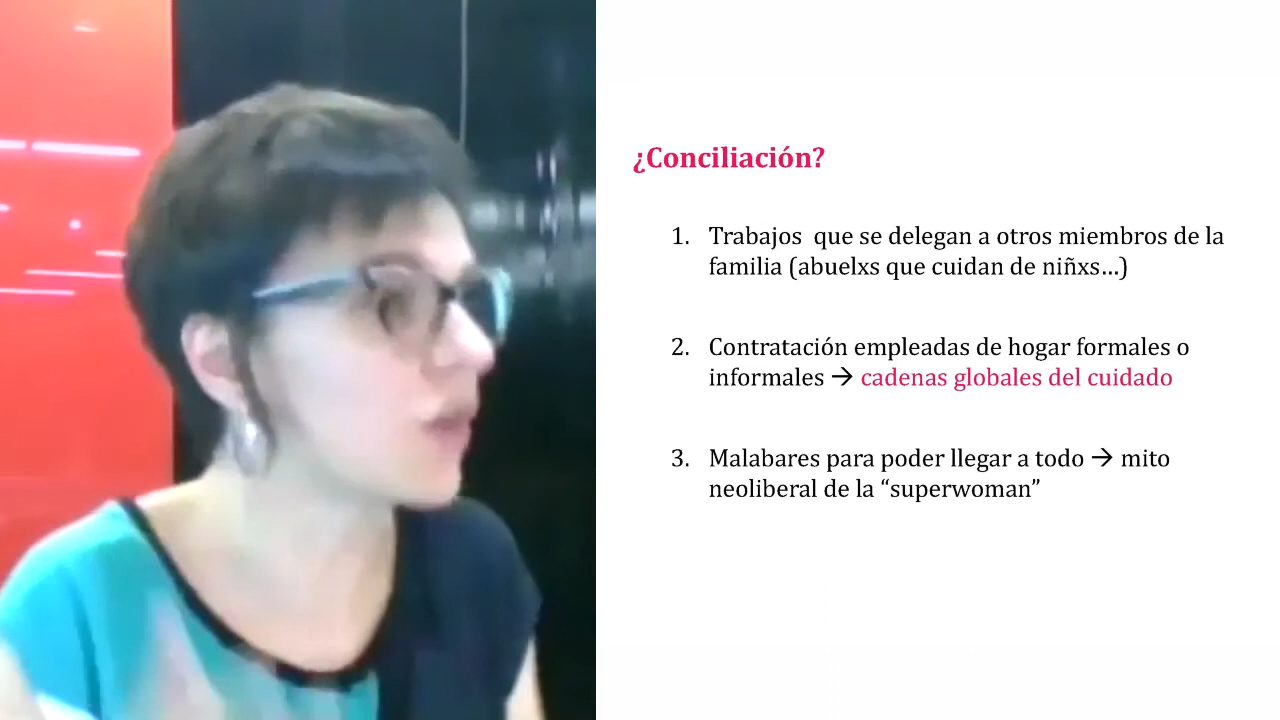 ¿Conciliación?
1. Trabajos que se delegan a otros miembros de la
familia (abuelxs que cuidan de niñxs...)
2. Contratación empleadas de hogar formales o
informales → cadenas globales del cuidado
3. Malabares para poder llegar a todo → mito
neoliberal de la “superwoman”